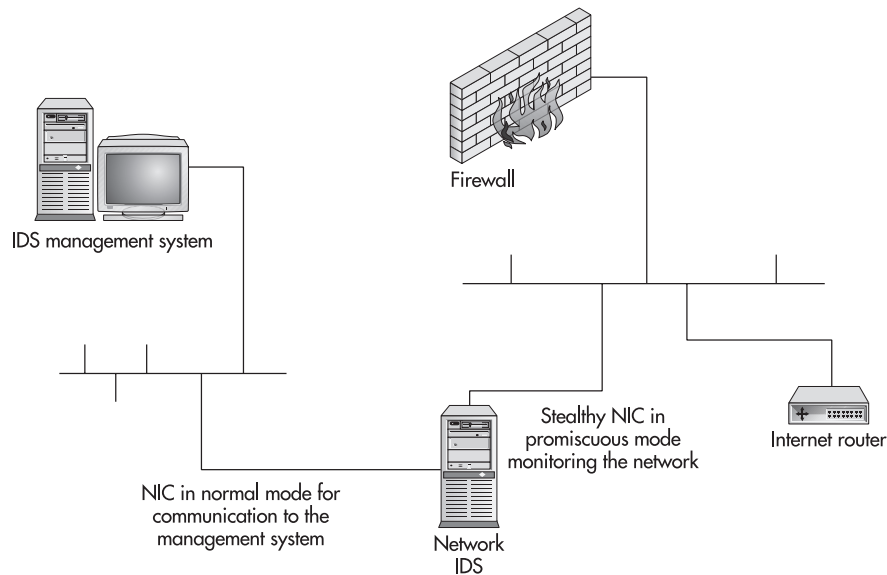 Firewall
IDS management system
Stealthy NIC in
promiscuous mode
monitoring the network
Internet router
NIC in normal mode for
communication to the
management system
Network
IDS